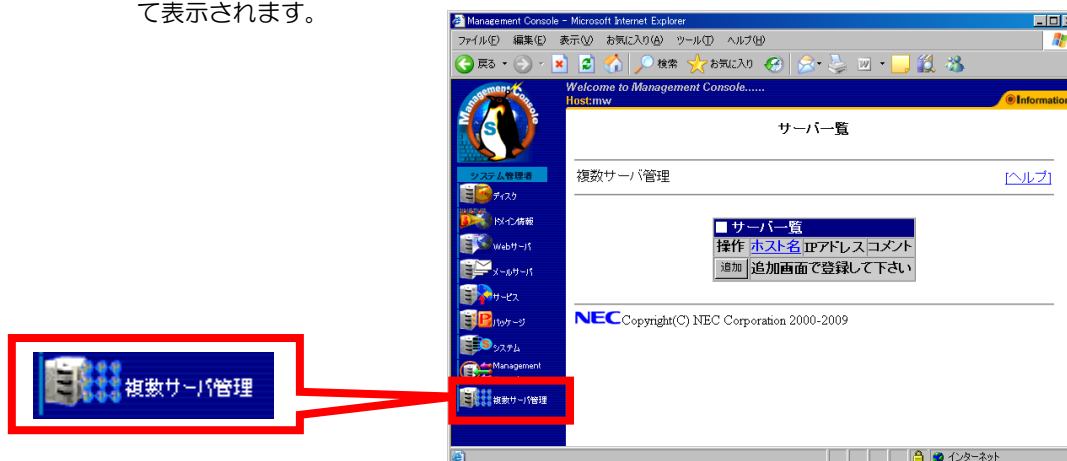 て表示されます。
Management Console - Microsoft Internet Explorer
ファイル(F) 編集(E) 表示(V) お気に入り(A) ツール(T) ヘルプ(H)
戻る 検索 お気に入り
Management Console
Welcome to Management Console......
Host:mw
Information
サーバ一覧
システム管理者
複数サーバ管理
[ヘルプ]
ディスク
ドメイン情報
Webサーバ
メールサーバ
サービス
パッケージ
システム
Management
複数サーバ管理
■ サーバ一覧
操作 ホスト名 IPアドレス コメント
追加 追加画面で登録して下さい
NEC Copyright(C) NEC Corporation 2000-2009
複数サーバ管理
インターネット